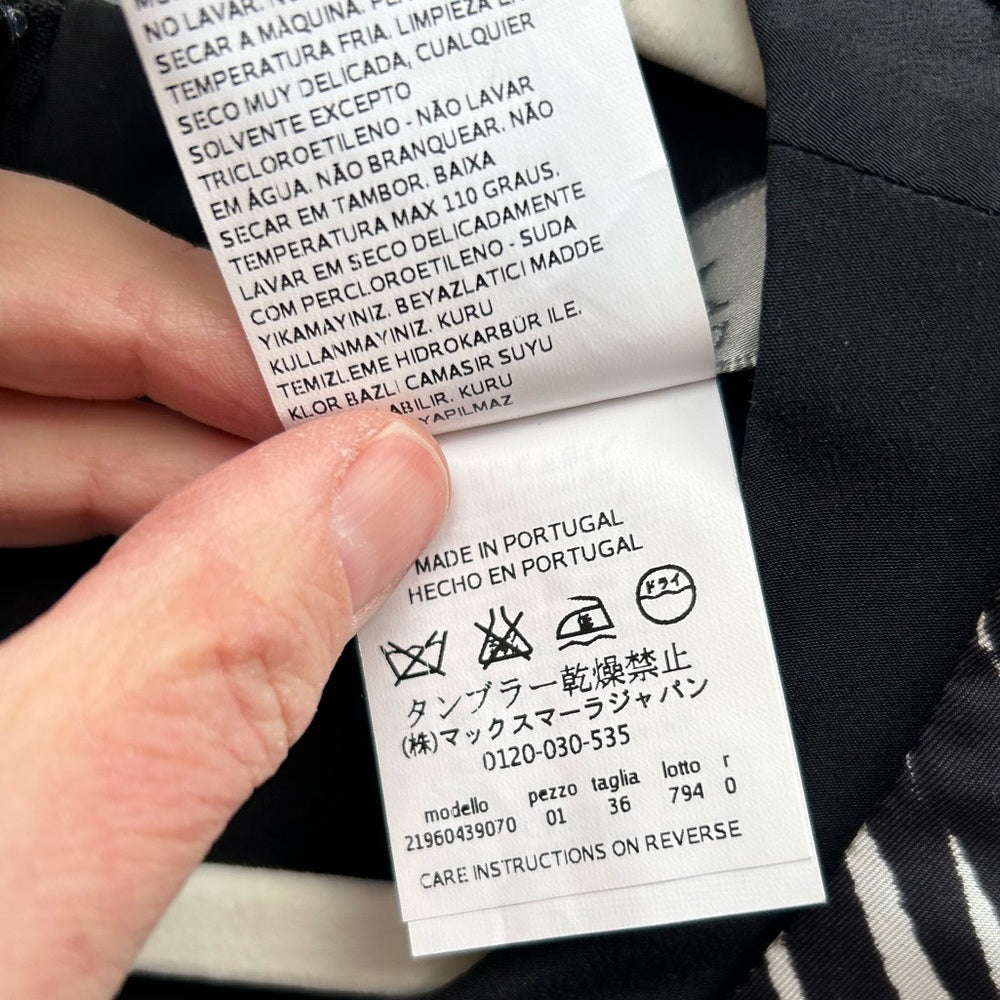 NO LAVAR.
SECAR A MÁQUINA.
TEMPERATURA FRIA. LIMPIEZA
SECO MUY DELICADA, CUALQUIER
SOLVENTE EXCEPTO
TRICLOROETILENO - NÃO LAVAR
EM ÁGUA. NÃO BRANQUEAR. NÃO
SECAR EM TAMBOR. BAIXA
TEMPERATURA MAX 110 GRAUS.
LAVAR EM SECO DELICADAMENTE
COM PERCLOROETILENO - SUDA
YIKAMAYINIZ. BEYAZLATICI MADDE
KULLANMAYINIZ. KURU
TEMIZLEME HIDROKARBÜR ILE.
KLOR BAZLI CAMASIR SUYU
ABILIR. KURU
YAPILMAZ
MADE IN PORTUGAL
HECHO EN PORTUGAL
ドライ
タンブラー乾燥禁止
(株)マックスマーラジャパン
0120-030-535
modello pezzo taglia lotto r
21960439070 01 36 794 0
CARE INSTRUCTIONS ON REVERSE